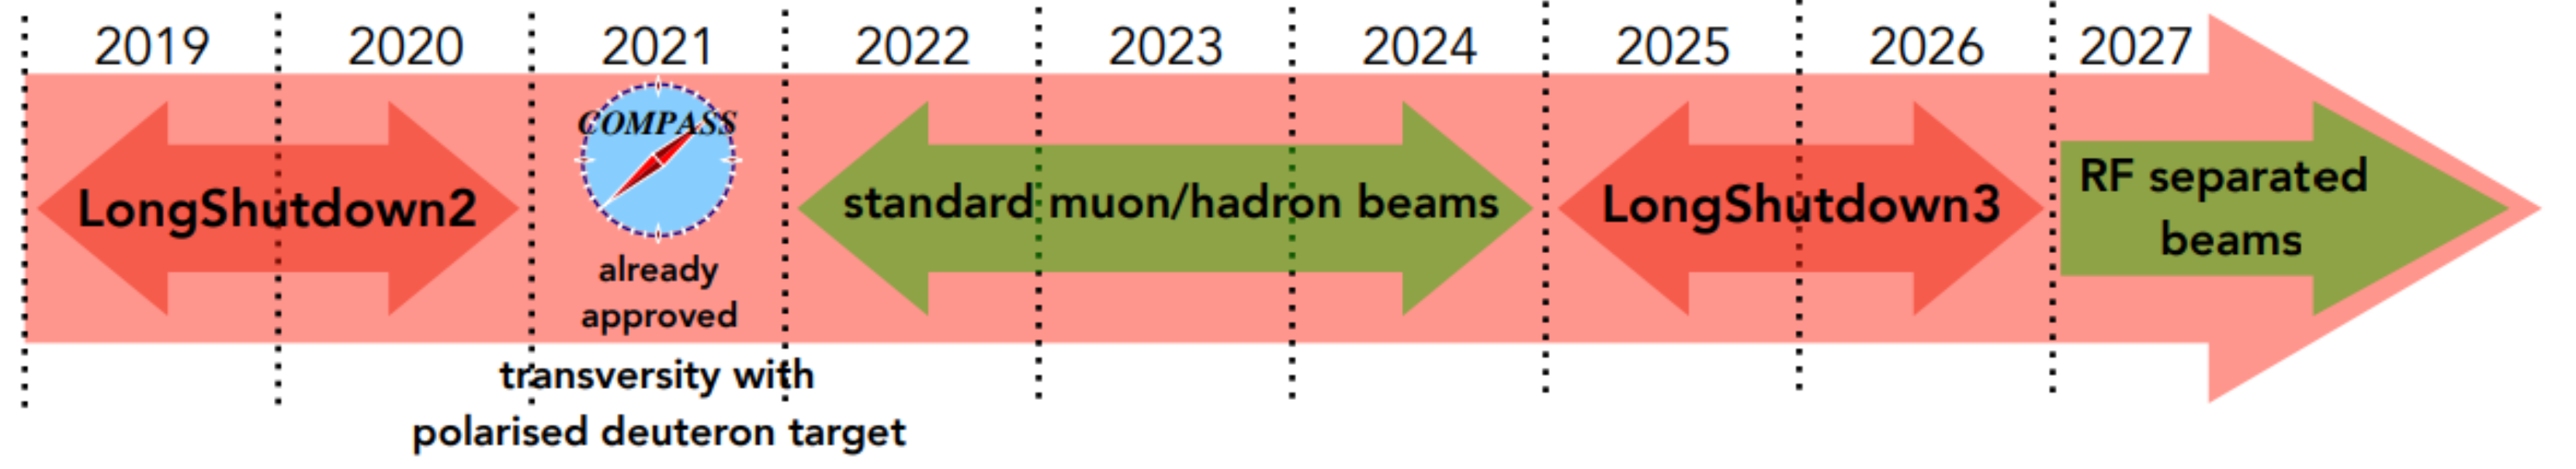 2019 2020 2021 2022 2023 2024 2025 2026 2027
COMPASS
LongShutdown2
standard muon/hadron beams
LongShutdown3
RF separated
beams
already
approved
transversity with
polarised deuteron target